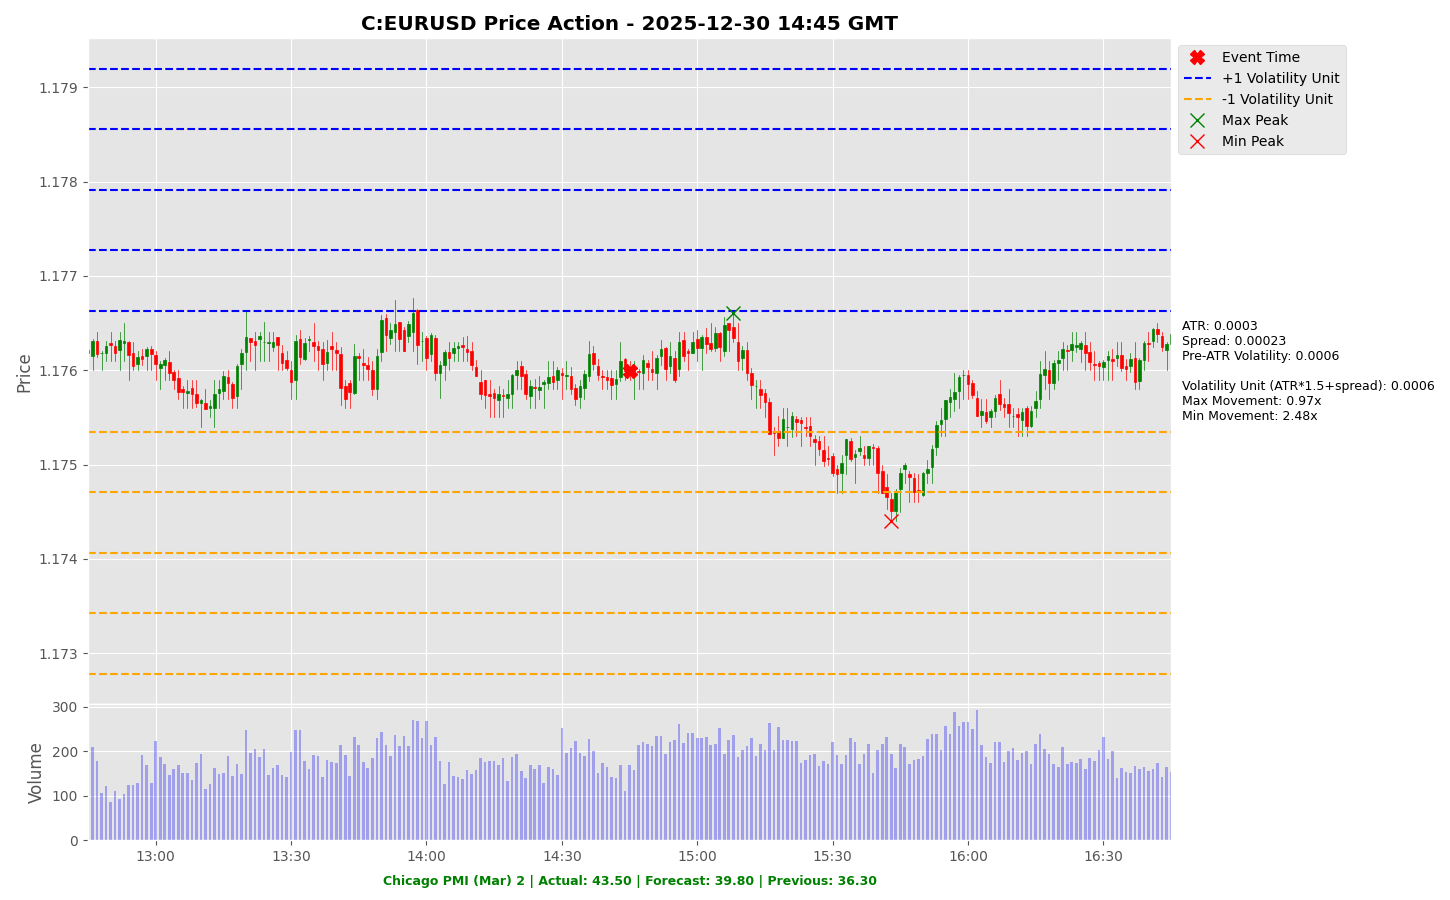 C:EURUSD Price Action - 2025-12-30 14:45 GMT
Event Time
+1 Volatility Unit
-1 Volatility Unit
Max Peak
Min Peak
Price
1.179
1.178
1.177
1.176
1.175
1.174
1.173
ATR: 0.0003
Spread: 0.00023
Pre-ATR Volatility: 0.0006
Volatility Unit (ATR*1.5+spread): 0.0006
Max Movement: 0.97x
Min Movement: 2.48x
Volume
300
200
100
0
13:00 13:30 14:00 14:30 15:00 15:30 16:00 16:30
Chicago PMI (Mar) 2 | Actual: 43.50 | Forecast: 39.80 | Previous: 36.30